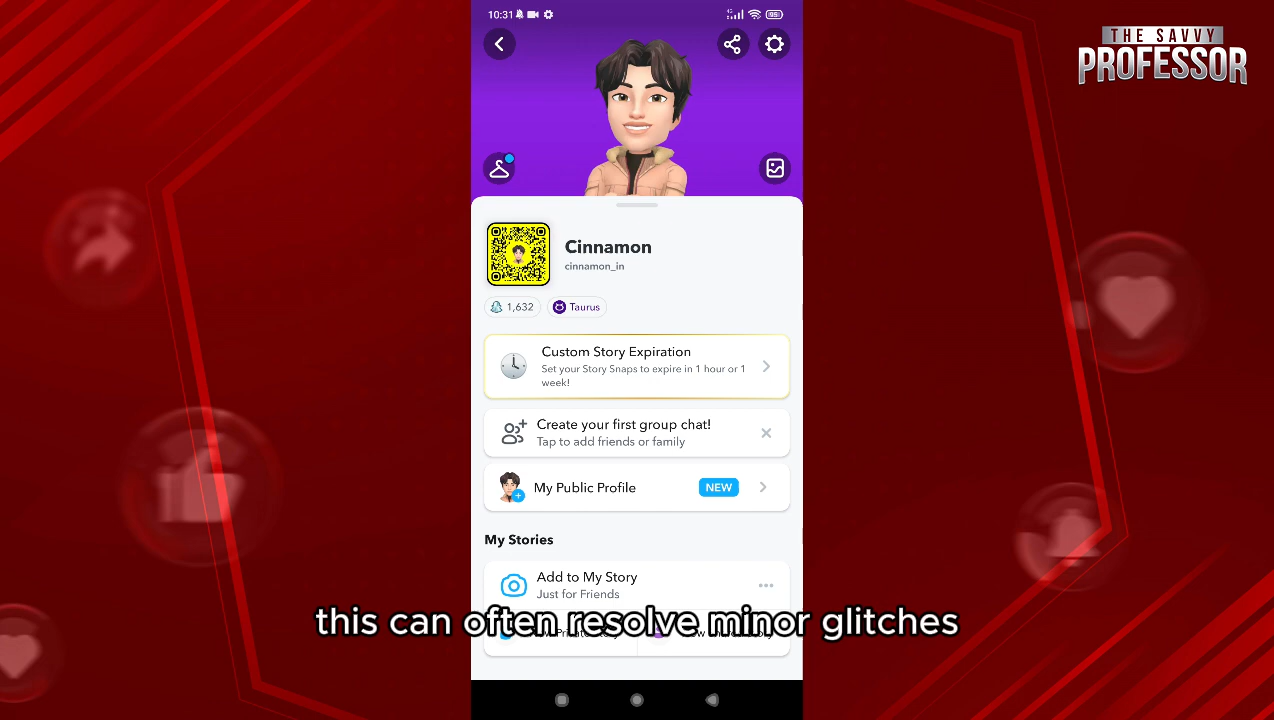 10:31
4G
95
THE SAVVY
PROFESSOR
Cinnamon
cinnamon_in
1,632
Taurus
Custom Story Expiration
Set your Story Snaps to expire in 1 hour or 1
week!
Create your first group chat!
Tap to add friends or family
My Public Profile
NEW
My Stories
Add to My Story
Just for Friends
this can often resolve minor glitches